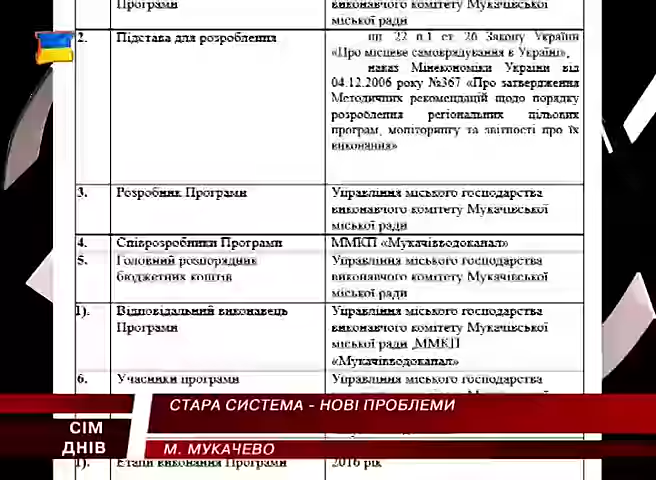 Програми
виконавчого комітету Мукачівської
міської ради
2.
Підстава для розроблення
пп 22 п.1 ст 26 Закону України
«Про місцеве самоврядування в Україні»,
наказ Мінекономіки України від
04.12.2006 року №367 «Про затвердження
Методичних рекомендацій щодо порядку
розроблення регіональних цільових
програм, моніторингу та звітності про їх
виконання»
3.
Розробник Програми
Управління міського господарства
виконавчого комітету Мукачівської
міської ради
4.
Співрозробники Програми
ММКП «Мукачівводоканал»
5.
Головний розпорядник
бюджетних коштів
Управління міського господарства
виконавчого комітету Мукачівської
міської ради
1).
Відповідальний виконавець
Програми
Управління міського господарства
виконавчого комітету Мукачівської
міської ради ,ММКП
«Мукачівводоканал»
6.
Учасники програми
Управління міського господарства
СТАРА СИСТЕМА - НОВІ ПРОБЛЕМИ
СІМ
ДНІВ
М. МУКАЧЕВО
1).
Етапи виконання Програми
2016 рік